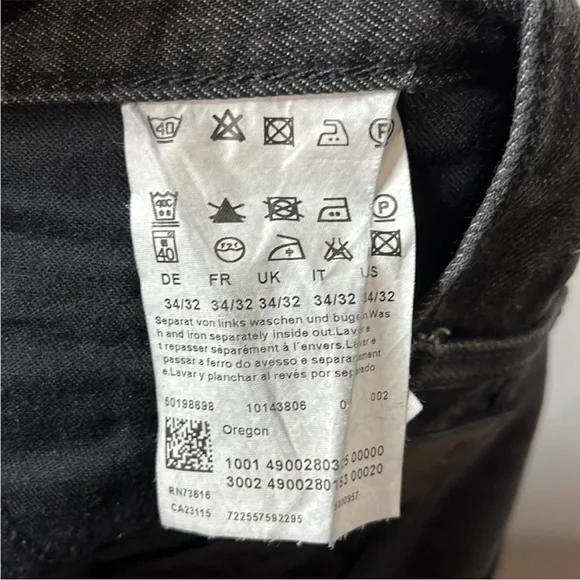 40 F
40C P
40
DE FR UK IT US
34/32 34/32 34/32 34/32 34/32
Separat von links waschen und bügeln.Was
h and iron separately inside out.Laver e
t repasser séparément à l'envers.Lavar e
passar a ferro do avesso e separadament
e.Lavar y planchar al revés por separado
50198698 10143806 002
Oregon
1001 49002803 00000
3002 4900280 00020
RN73616
CA23115 722557592295